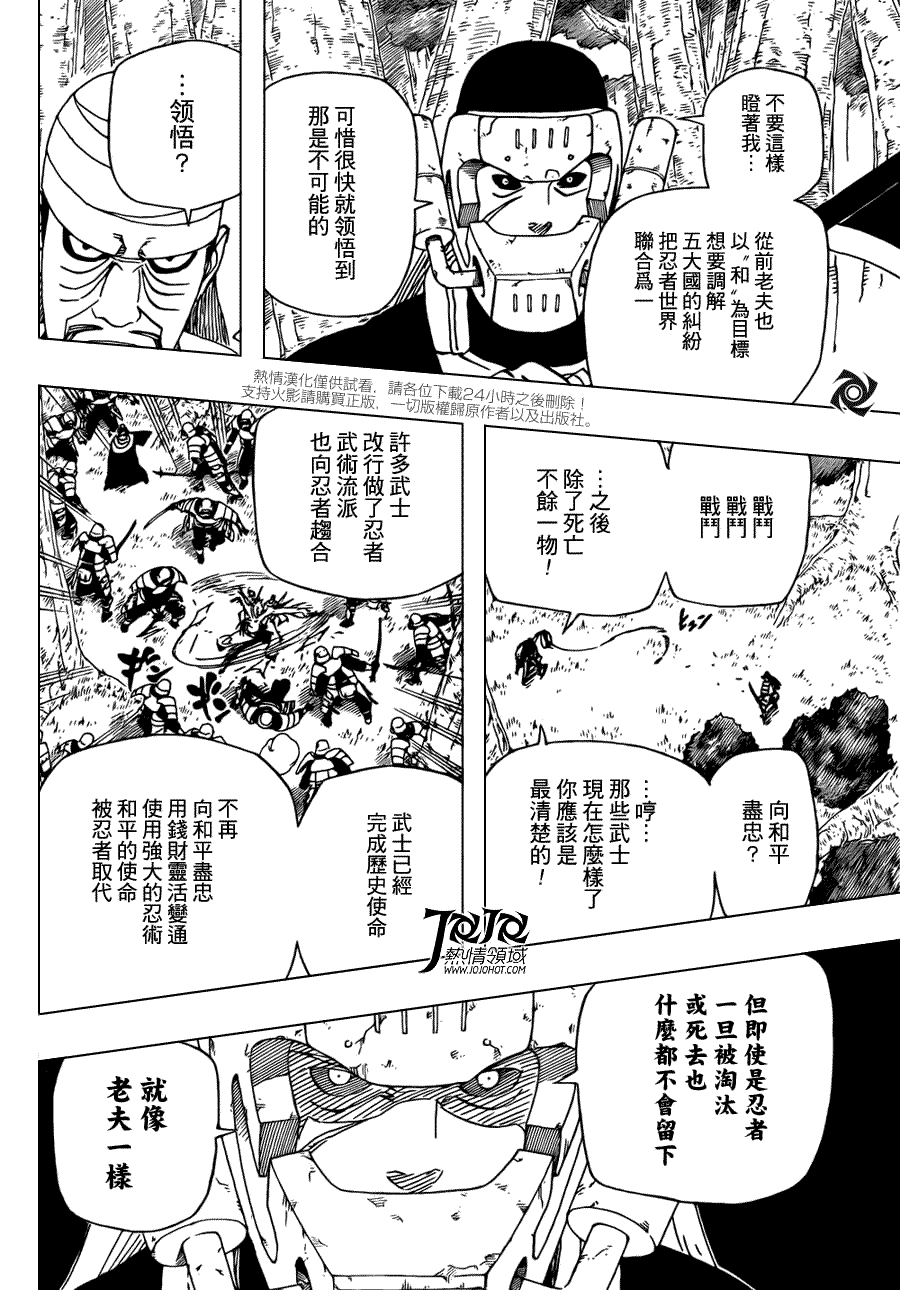 不要這樣
瞪著我…
從前老夫也
以〝和〞為目標
想要調解
五大國的糾紛
把忍者世界
聯合爲一
可惜很快就领悟到
那是不可能的
…领悟？
熱情漢化僅供試看，請各位下載24小時之後刪除！
支持火影請購買正版，一切版權歸原作者以及出版社。
戰鬥
戰鬥
戰鬥
…之後
除了死亡
不餘一物！
ヒュン
向和平
盡忠？
…哼…
那些武士
現在怎麼樣了
你應該是
最清楚的！
許多武士
改行做了忍者
武術流派
也向忍者趨合
武士已經
完成歷史使命
不再
向和平盡忠
用錢財靈活變通
使用強大的忍術
和平的使命
被忍者取代
JOJO
熱情領域
WWW.JOJOHOT.COM
但即使是忍者
一旦被淘汰
或死去也
什麼都不會留下
就像
老夫一樣